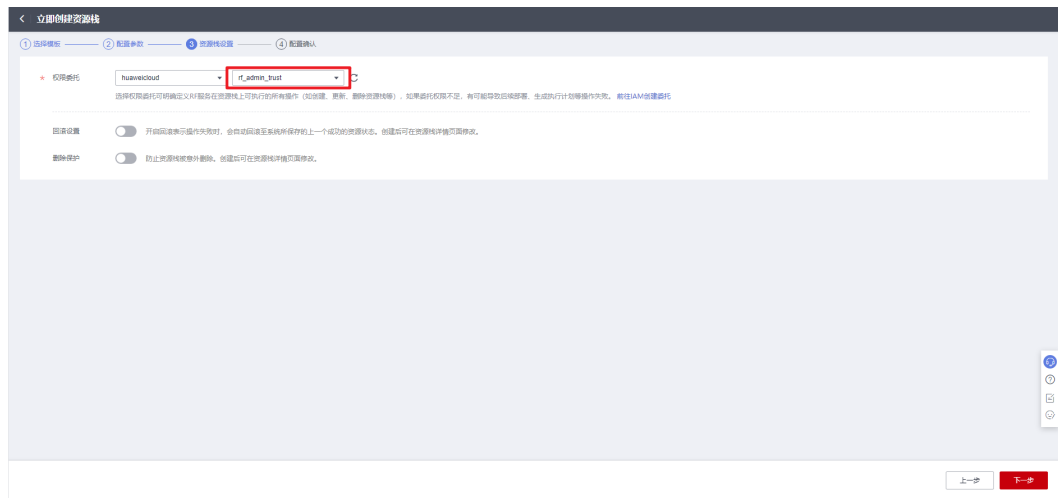 < 立即创建资源栈
1 选择模板 2 配置参数 3 资源栈设置 4 配置确认
* 权限委托 huaweicloud rf_admin_trust
选择权限委托可明确定义RF服务在资源栈上可执行的所有操作（如创建、更新、删除资源栈等），如果委托权限不足，有可能导致后续部署、生成执行计划等操作失败。 前往IAM创建委托
回滚设置 开启回滚表示操作失败时，会自动回滚至系统所保存的上一个成功的资源状态。创建后可在资源栈详情页面修改。
删除保护 防止资源栈被意外删除。创建后可在资源栈详情页面修改。
上一步 下一步